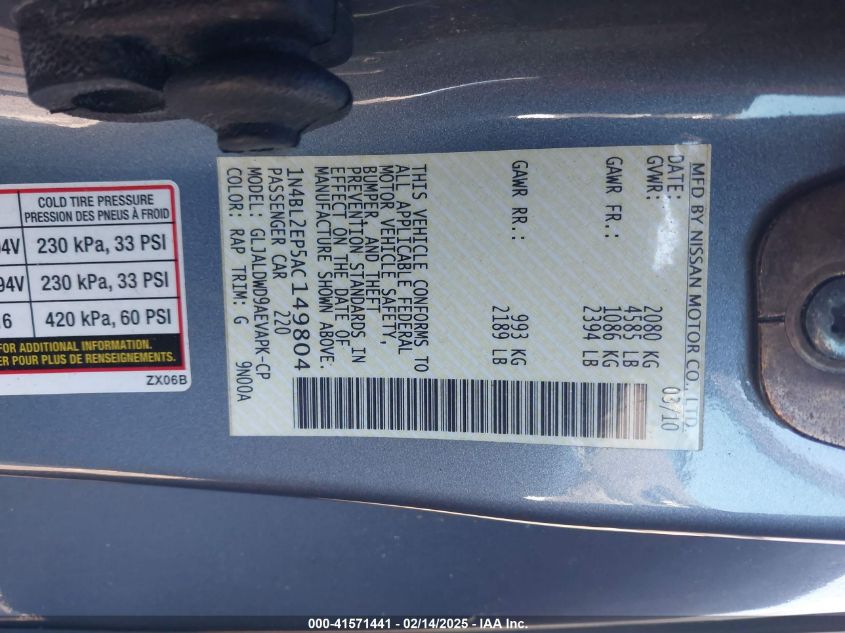 COLD TIRE PRESSURE
PRESSION DES PNEUS À FROID
94V 230 kPa, 33 PSI
94V 230 kPa, 33 PSI
16 420 kPa, 60 PSI
FOR ADDITIONAL INFORMATION.
POUR PLUS DE RENSEIGNEMENTS.
ZX06B
MFD BY NISSAN MOTOR CO., LTD.
DATE: 03/10
GVWR: 2080 KG
4585 LB
GAWR FR.: 1086 KG
2394 LB
GAWR RR.: 993 KG
2189 LB
THIS VEHICLE CONFORMS TO
ALL APPLICABLE FEDERAL
MOTOR VEHICLE SAFETY,
BUMPER, AND THEFT
PREVENTION STANDARDS IN
EFFECT ON THE DATE OF
MANUFACTURE SHOWN ABOVE.
1N4BL2EP5AC149804
PASSENGER CAR 220
MODEL: GLJALDWD9AEVAPK-CP
COLOR: RAP TRIM: G 9N00A
000-41571441 — 02/14/2025 — IAA Inc.